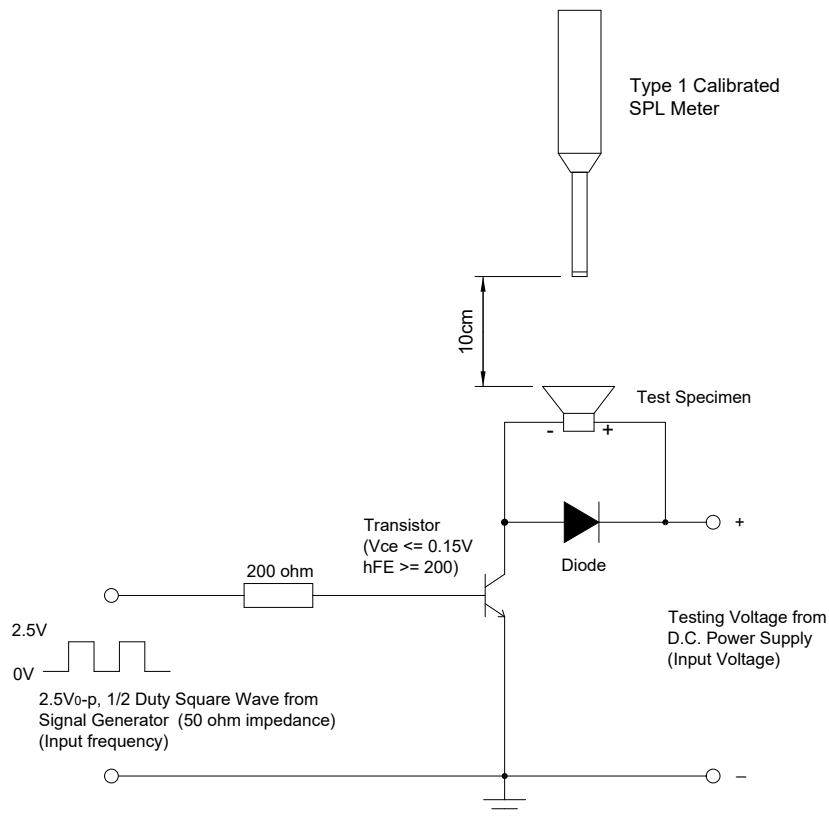 Type 1 Calibrated
SPL Meter
10cm
Test Specimen
- +
Transistor
(Vce <= 0.15V
hFE >= 200)
+
Diode
200 ohm
Testing Voltage from
D.C. Power Supply
(Input Voltage)
2.5V
0V
2.5V0-p, 1/2 Duty Square Wave from
Signal Generator (50 ohm impedance)
(Input frequency)
–